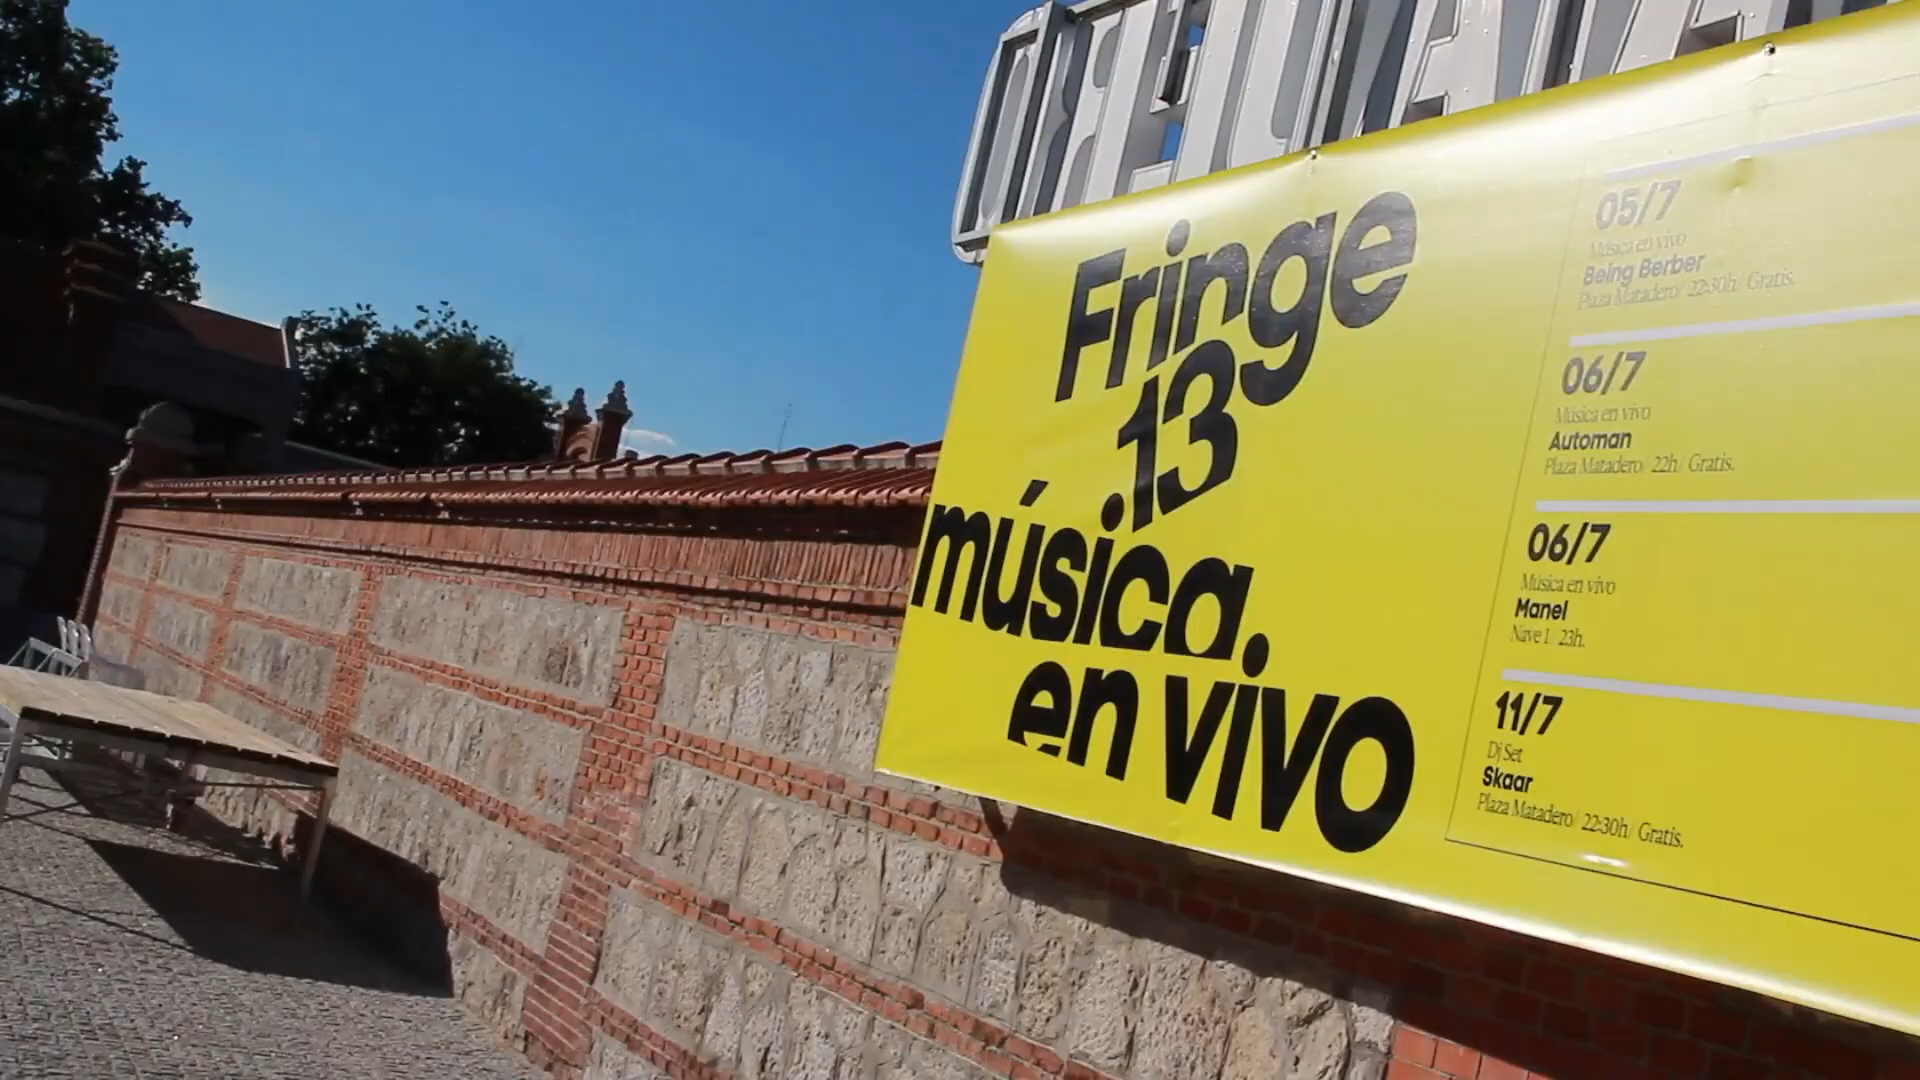 Fringe
13
música.
en vivo
05/7
Música en vivo
Being Berber
Plaza Matadero/ 22:30h/ Gratis.
06/7
Música en vivo
Automan
Plaza Matadero/ 22h/ Gratis.
06/7
Música en vivo
Manel
Nave 1/ 23h.
11/7
Dj Set
Skaar
Plaza Matadero/ 22:30h/ Gratis.